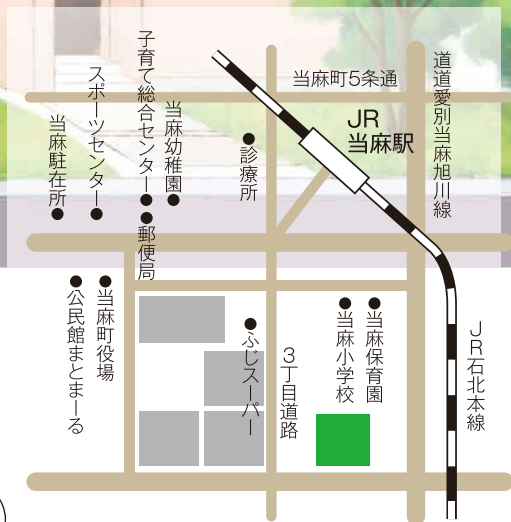 当麻町5条通
道道愛別当麻旭川線
JR
当麻駅
子育て総合センター
スポーツセンター
当麻幼稚園
当麻駐在所
診療所
郵便局
公民館まとまーる
当麻町役場
ふじスーパー
3丁目道路
当麻小学校
当麻保育園
JR石北本線